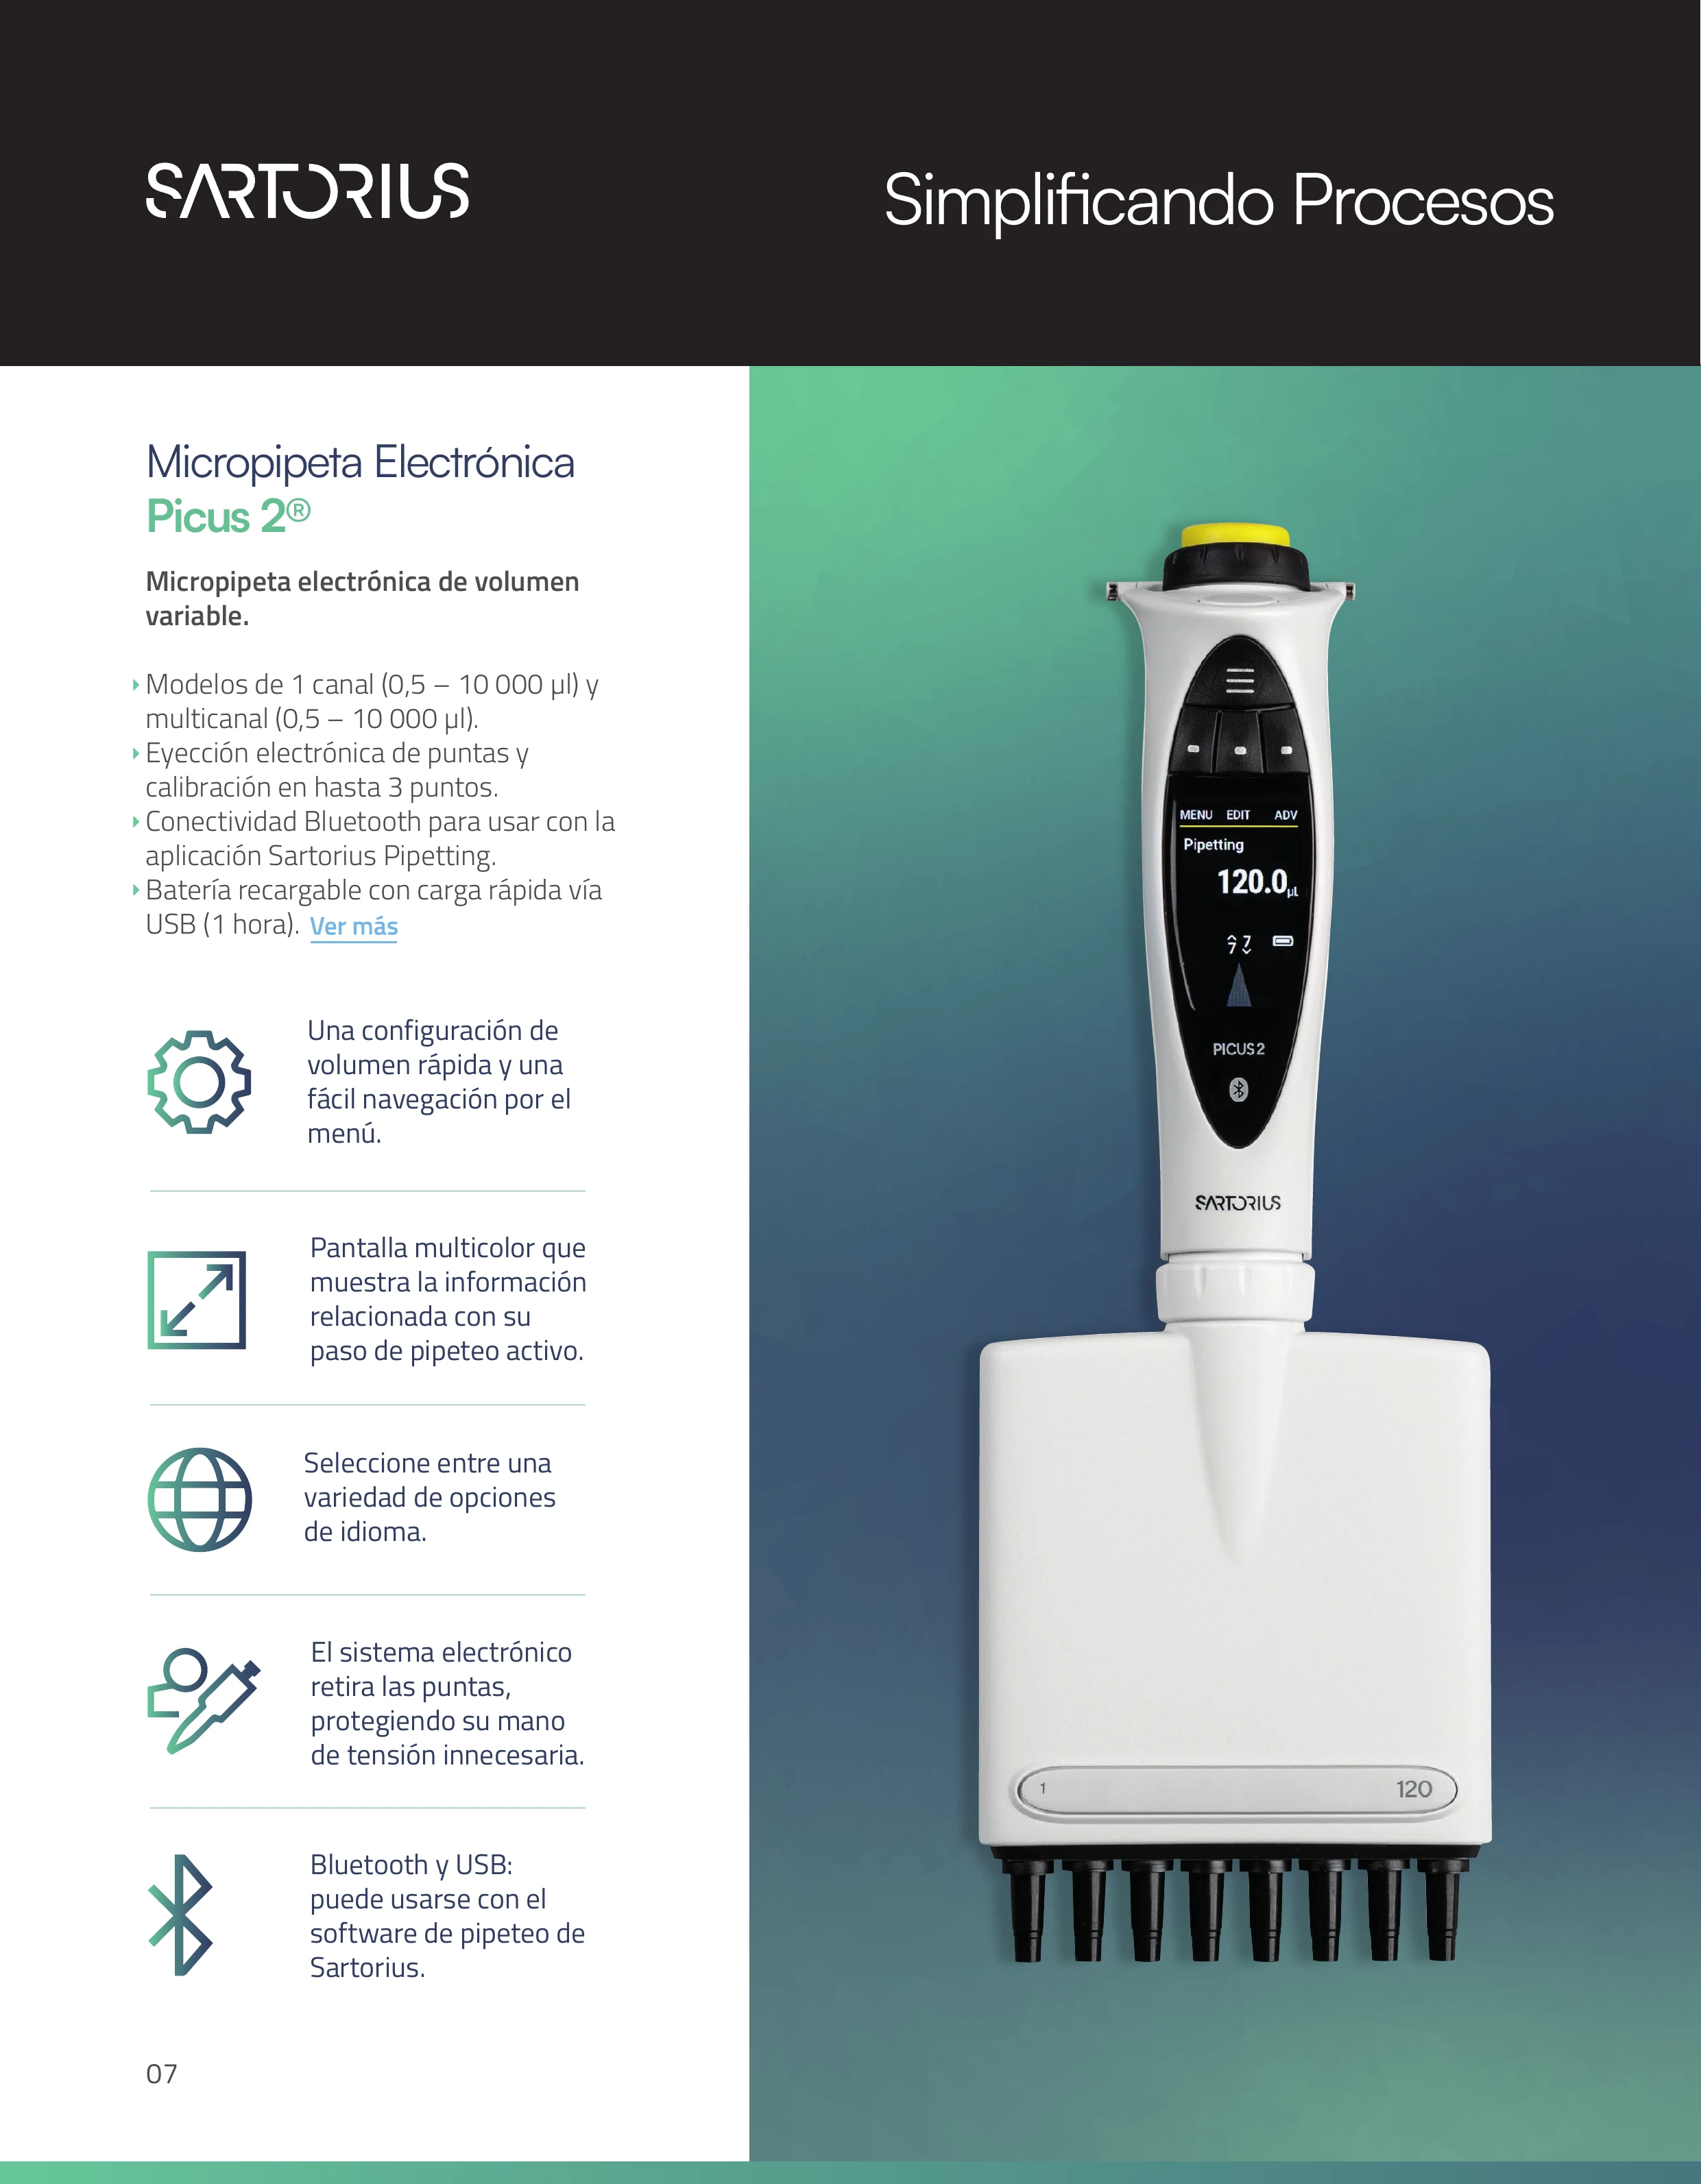 SARTORIUS
Simplificando Procesos
Micropipeta Electrónica
Picus 2®
Micropipeta electrónica de volumen
variable.
Modelos de 1 canal (0,5 – 10 000 µl) y
multicanal (0,5 – 10 000 µl).
Eyección electrónica de puntas y
calibración en hasta 3 puntos.
Conectividad Bluetooth para usar con la
aplicación Sartorius Pipetting.
Batería recargable con carga rápida vía
USB (1 hora). Ver más
Una configuración de
volumen rápida y una
fácil navegación por el
menú.
Pantalla multicolor que
muestra la información
relacionada con su
paso de pipeteo activo.
Seleccione entre una
variedad de opciones
de idioma.
El sistema electrónico
retira las puntas,
protegiendo su mano
de tensión innecesaria.
Bluetooth y USB:
puede usarse con el
software de pipeteo de
Sartorius.
07
MENU EDIT ADV
Pipetting
120.0 µL
7 7
PICUS 2
SARTORIUS
1 120